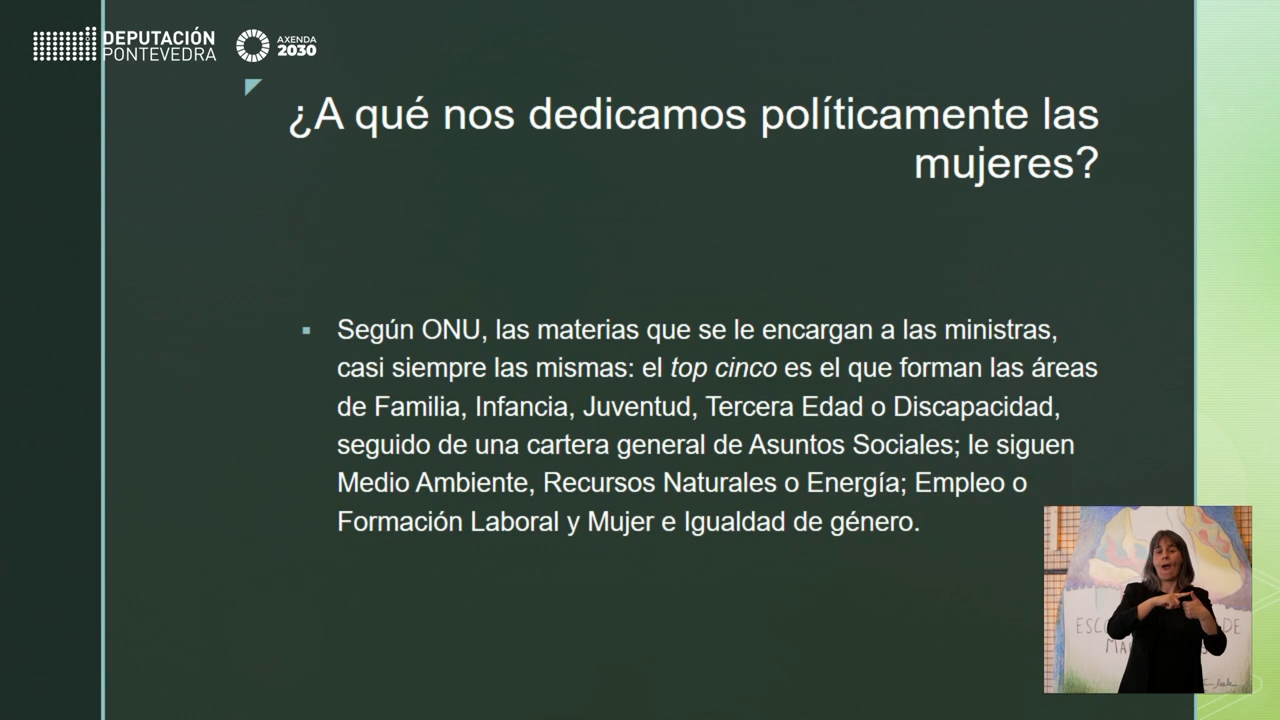 DEPUTACIÓN
PONTEVEDRA
AXENDA
2030
¿A qué nos dedicamos políticamente las
mujeres?
Según ONU, las materias que se le encargan a las ministras,
casi siempre las mismas: el top cinco es el que forman las áreas
de Familia, Infancia, Juventud, Tercera Edad o Discapacidad,
seguido de una cartera general de Asuntos Sociales; le siguen
Medio Ambiente, Recursos Naturales o Energía; Empleo o
Formación Laboral y Mujer e Igualdad de género.
DE